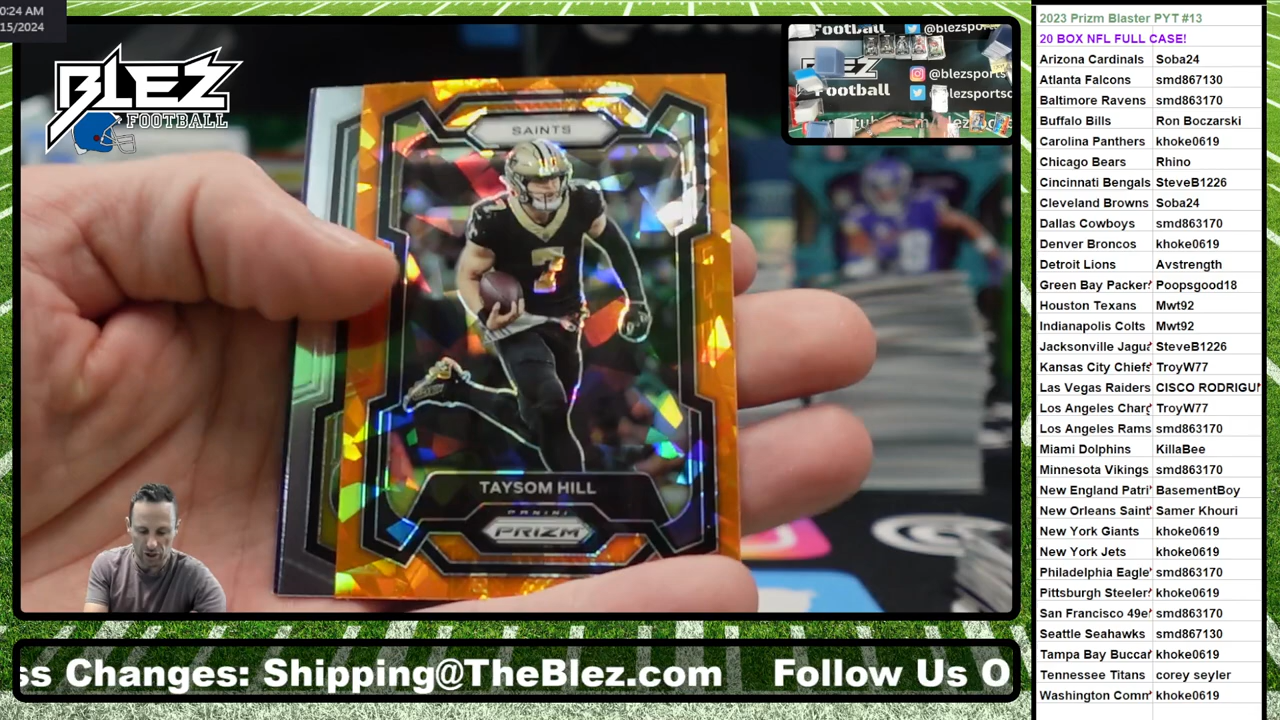 0:24 AM
15/2024
BLEZ
FOOTBALL
SAINTS
7
7
TAYSOM HILL
PANINI
PRIZM
Football
@blezsports
Football
@blezsportsc
ss Changes: Shipping@TheBlez.com Follow Us O
2023 Prizm Blaster PYT #13
20 BOX NFL FULL CASE!
Arizona Cardinals Soba24
Atlanta Falcons smd867130
Baltimore Ravens smd863170
Buffalo Bills Ron Boczarski
Carolina Panthers khoke0619
Chicago Bears Rhino
Cincinnati Bengals SteveB1226
Cleveland Browns Soba24
Dallas Cowboys smd863170
Denver Broncos khoke0619
Detroit Lions Avstrength
Green Bay Packer Poopsgood18
Houston Texans Mwt92
Indianapolis Colts Mwt92
Jacksonville Jagua SteveB1226
Kansas City Chiefs TroyW77
Las Vegas Raiders CISCO RODRIGU
Los Angeles Charg TroyW77
Los Angeles Rams smd863170
Miami Dolphins KillaBee
Minnesota Vikings smd863170
New England Patri BasementBoy
New Orleans Saint Samer Khouri
New York Giants khoke0619
New York Jets khoke0619
Philadelphia Eagle smd863170
Pittsburgh Steeler khoke0619
San Francisco 49e smd863170
Seattle Seahawks smd867130
Tampa Bay Buccar khoke0619
Tennessee Titans corey seyler
Washington Comm khoke0619